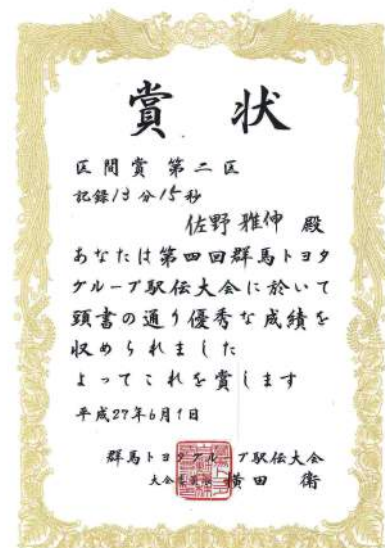 賞状
区間賞 第二区
記録13分15秒
佐野雅伸 殿
あなたは第四回群馬トヨタ
グループ駅伝大会に於いて
頭書の通り優秀な成績を
収められました
よってこれを賞します
平成27年6月1日
群馬トヨタグループ駅伝大会
大会 横田 衛